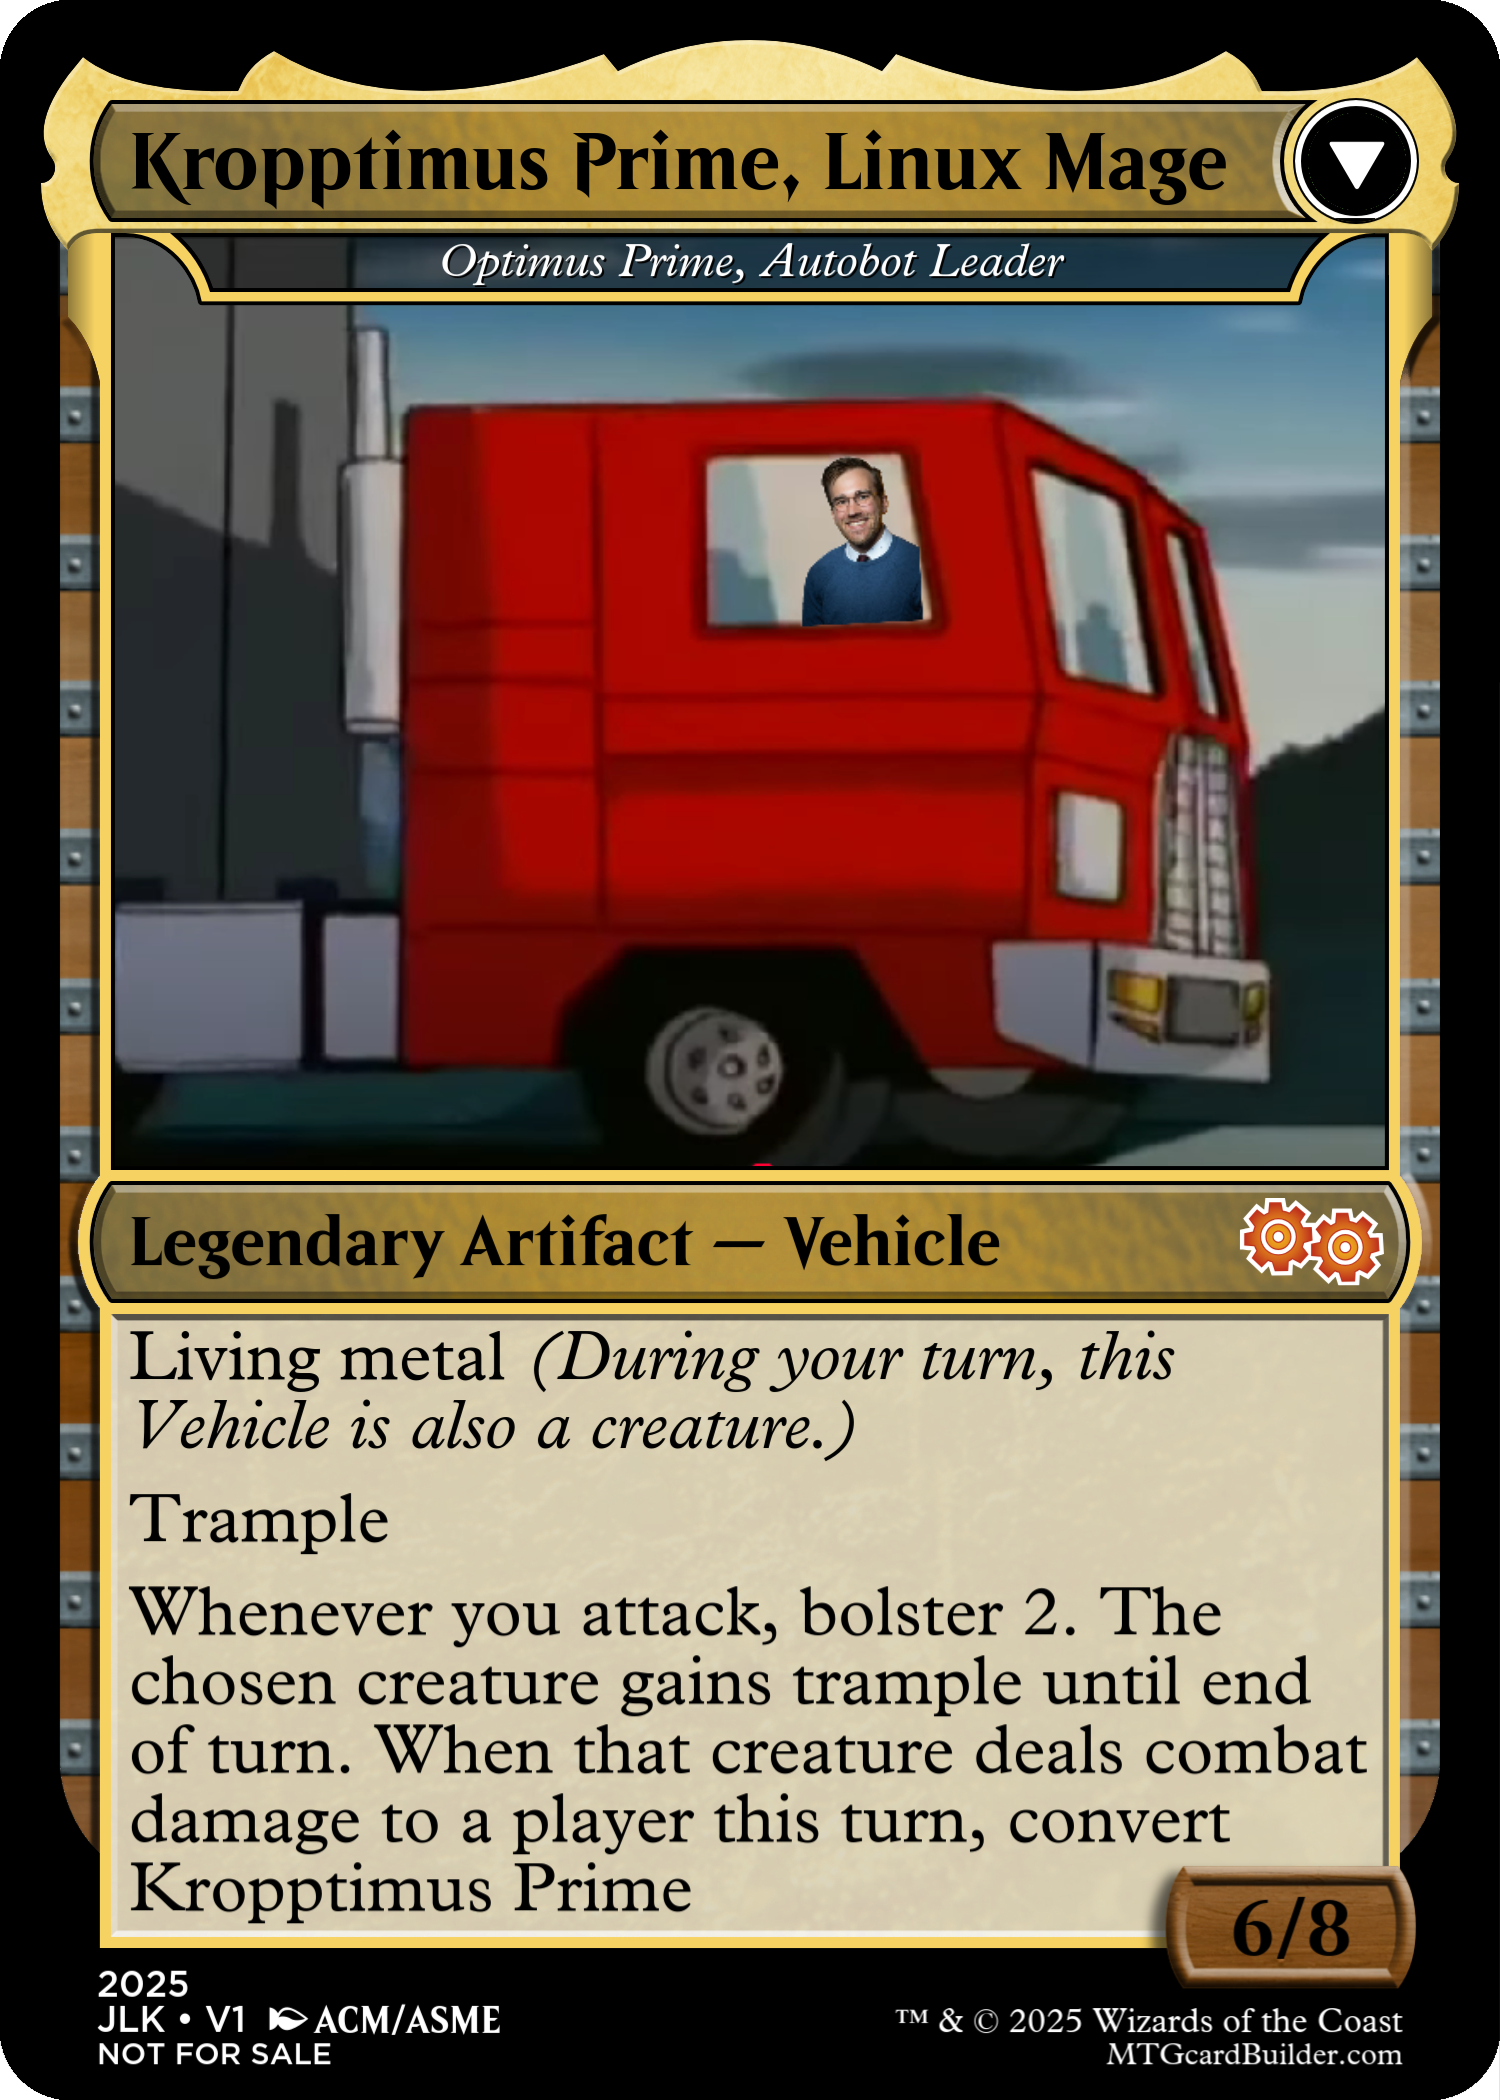 Kropptimus Prime, Linux Mage
Optimus Prime, Autobot Leader
Legendary Artifact — Vehicle
Living metal (During your turn, this
Vehicle is also a creature.)
Trample
Whenever you attack, bolster 2. The
chosen creature gains trample until end
of turn. When that creature deals combat
damage to a player this turn, convert
Kropptimus Prime
6/8
2025
JLK • V1 ACM/ASME
NOT FOR SALE
™ & © 2025 Wizards of the Coast
MTGcardBuilder.com